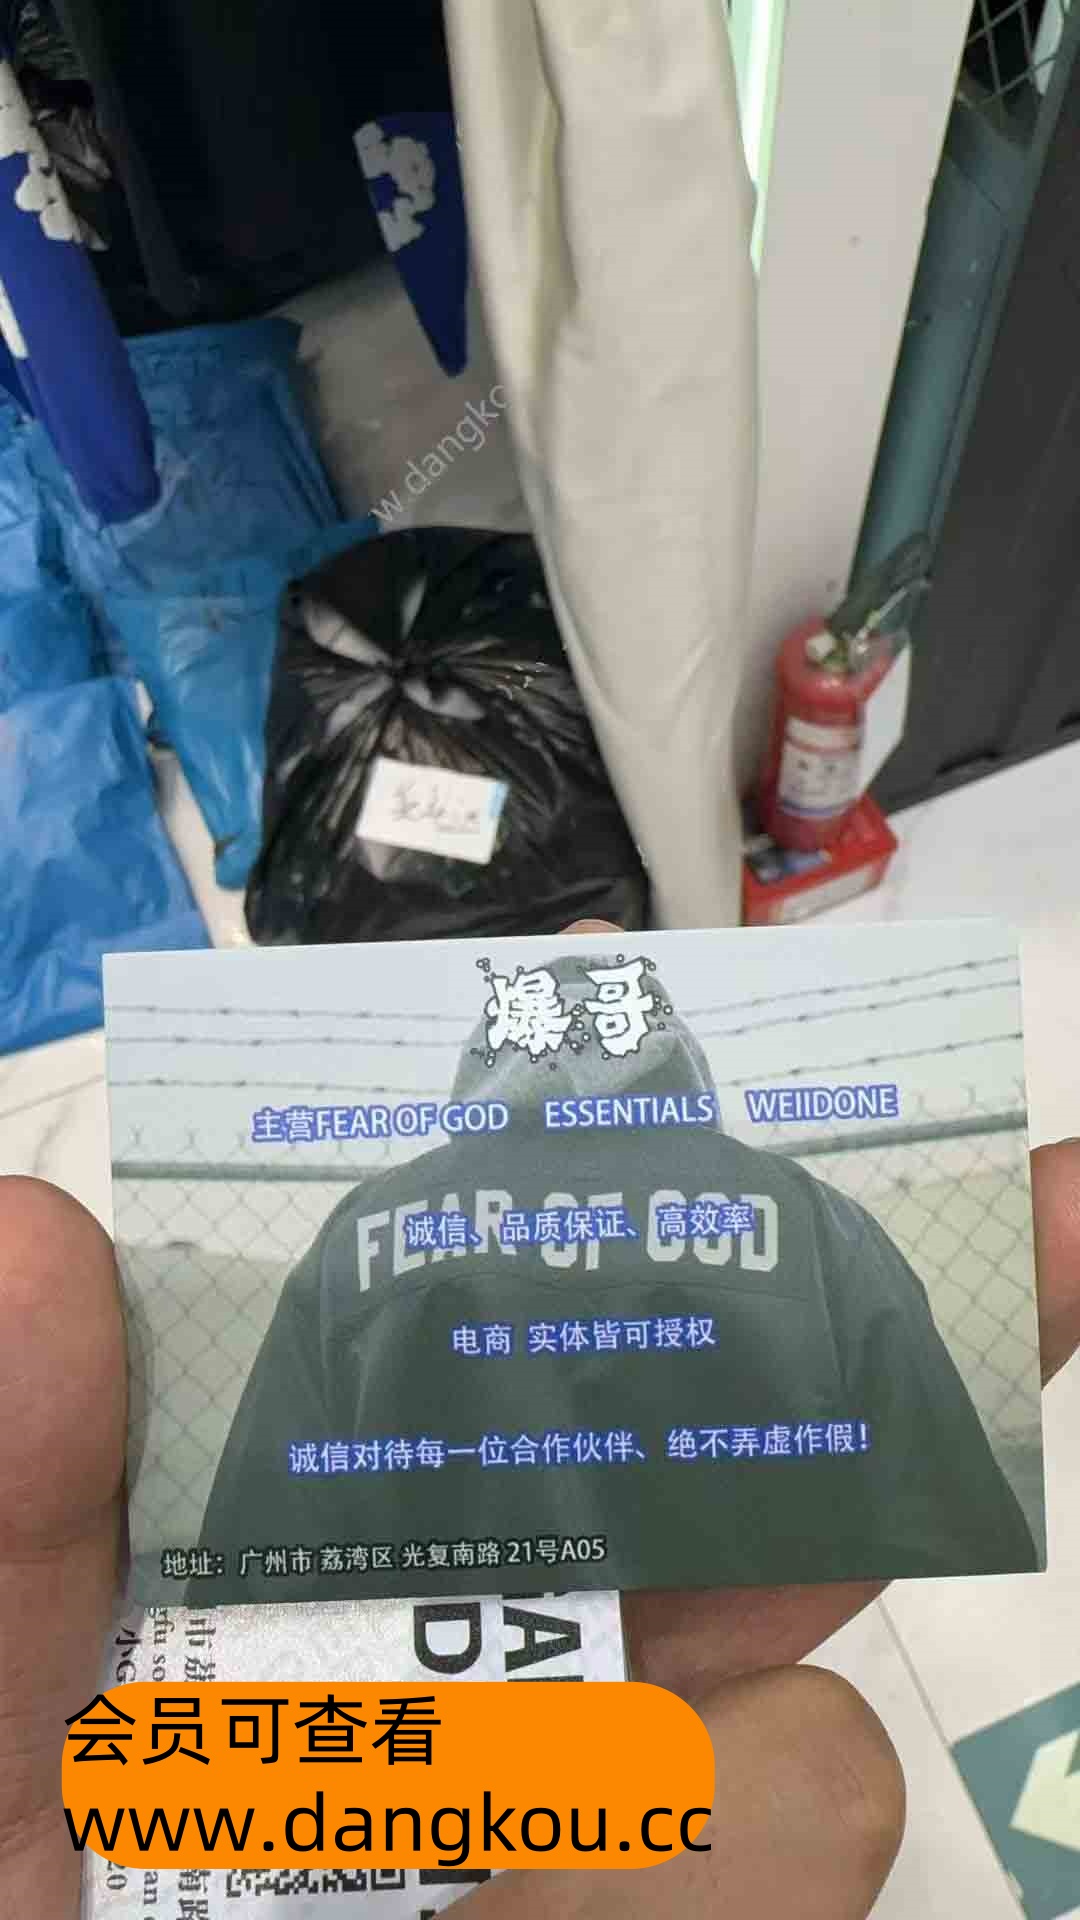 w.dangko
爆哥
主营FEAR OF GOD ESSENTIALS WEIIDONE
FEAR OF GOD
诚信、品质保证、高效率
电商 实体皆可授权
诚信对待每一位合作伙伴、绝不弄虚作假！
地址：广州市 荔湾区 光复南路 21号A05
会员可查看
www.dangkou.cc